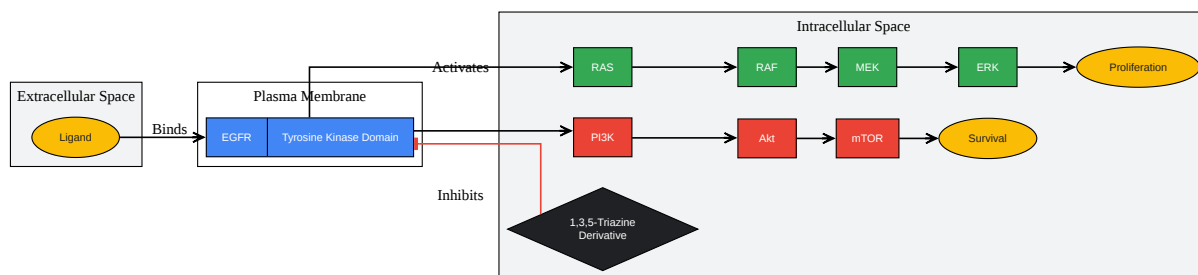 Intracellular Space
Extracellular Space
Ligand
Binds
Plasma Membrane
EGFR
Tyrosine Kinase Domain
Activates
RAS
RAF
MEK
ERK
Proliferation
PI3K
Akt
mTOR
Survival
Inhibits
1,3,5-Triazine
Derivative